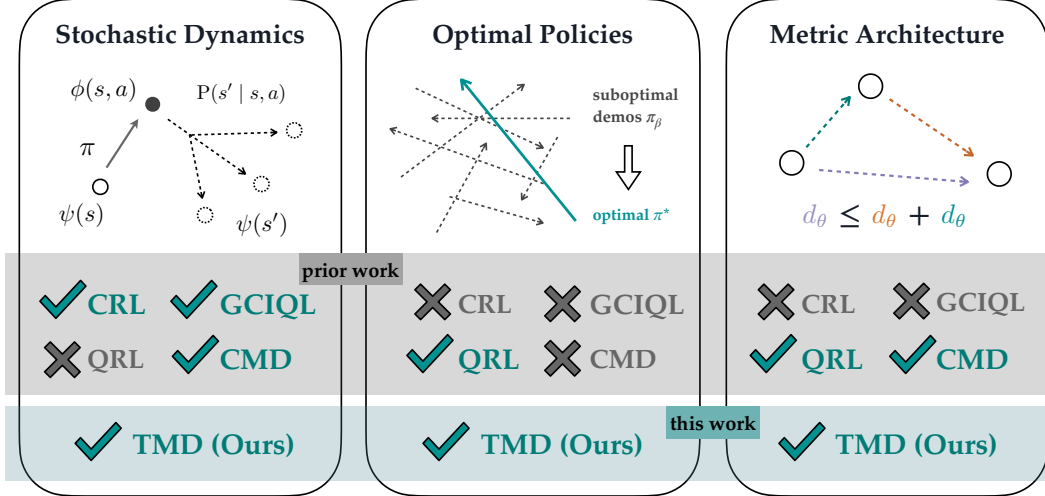 Stochastic Dynamics
ϕ(s, a)
P(s′ | s, a)
π
ψ(s)
ψ(s′)
Optimal Policies
suboptimal
demos π_β
optimal π*
Metric Architecture
d_θ ≤ d_θ + d_θ
prior work
CRL GCIQL
QRL CMD
CRL GCIQL
QRL CMD
CRL GCIQL
QRL CMD
this work
TMD (Ours)
TMD (Ours)
TMD (Ours)